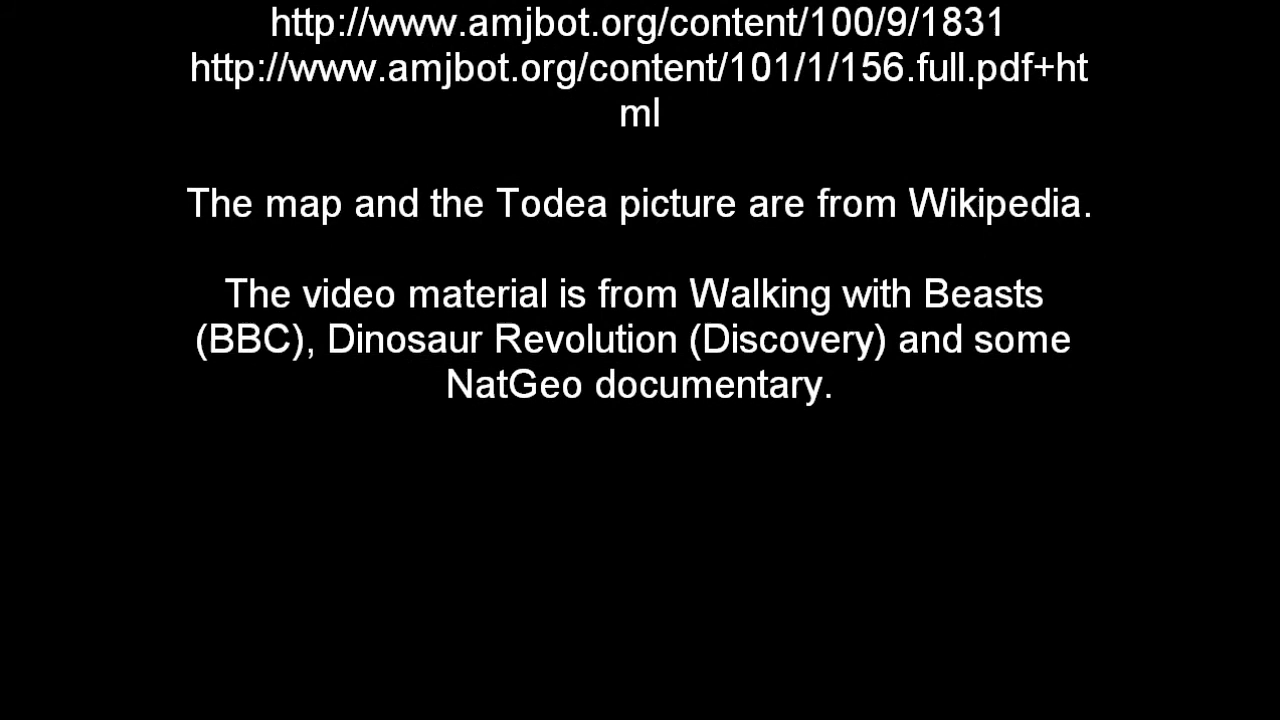 http://www.amjbot.org/content/100/9/1831
http://www.amjbot.org/content/101/1/156.full.pdf+ht
ml
The map and the Todea picture are from Wikipedia.
The video material is from Walking with Beasts
(BBC), Dinosaur Revolution (Discovery) and some
NatGeo documentary.